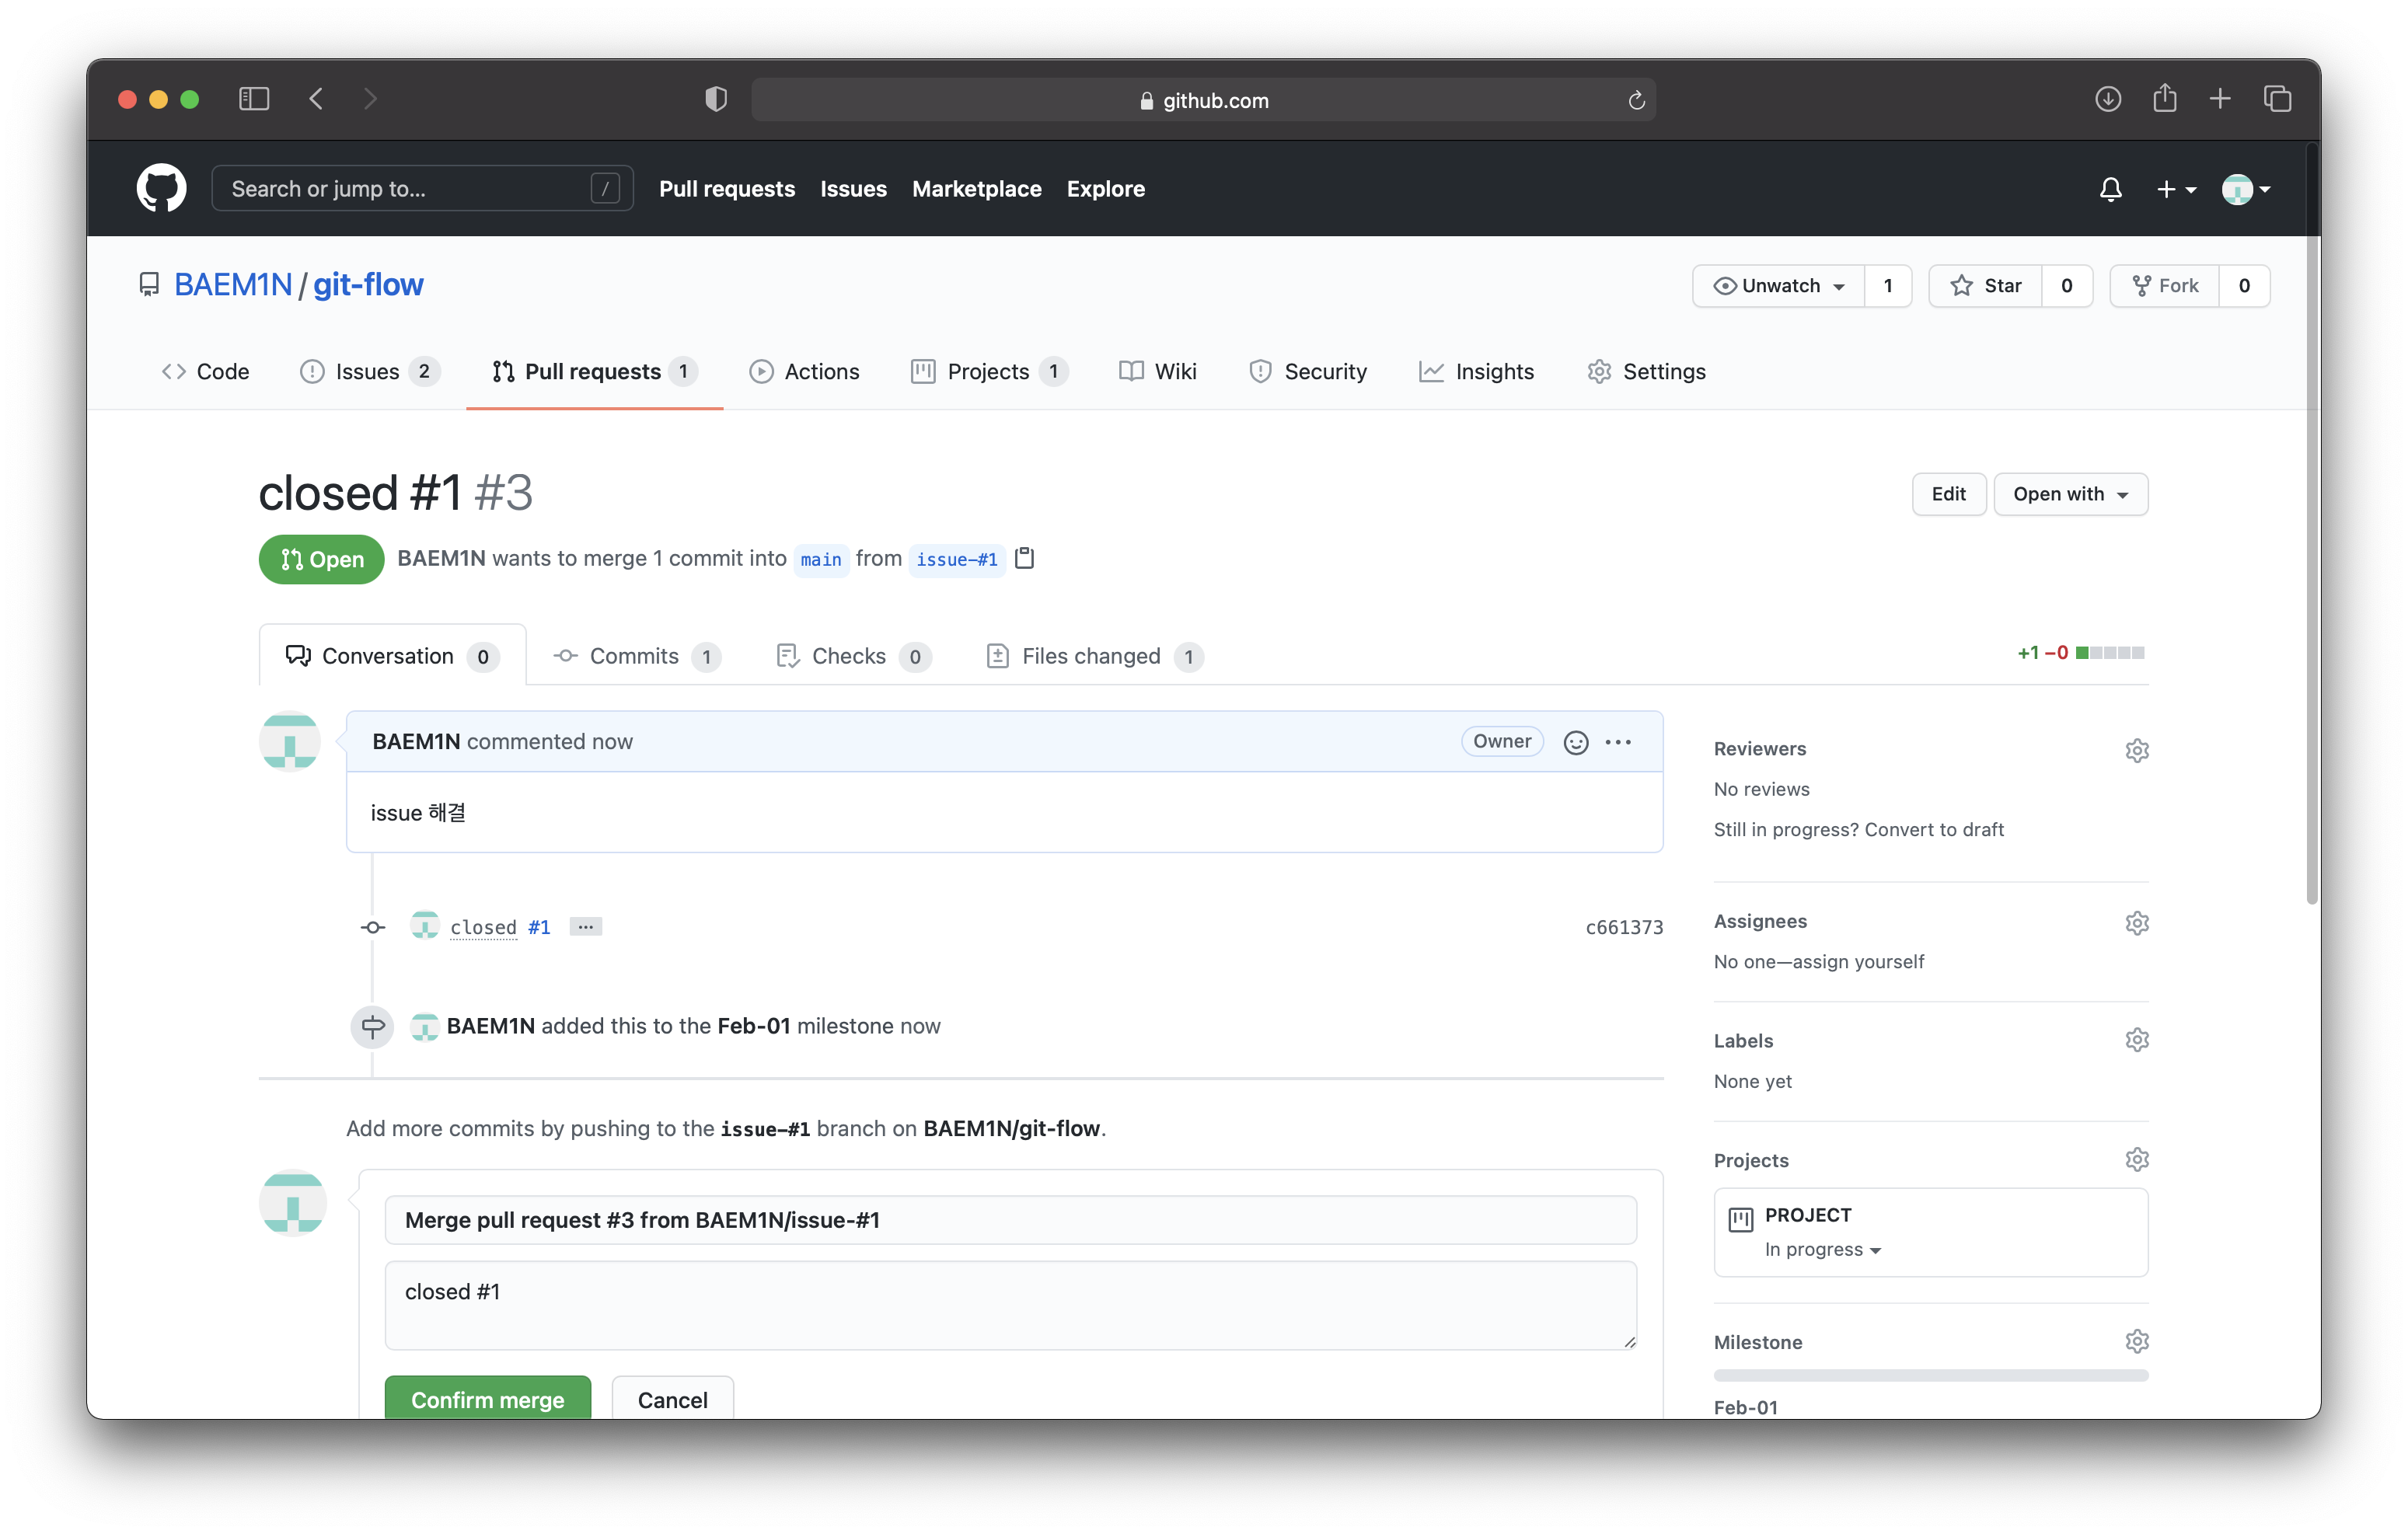 github.com
Search or jump to... /
Pull requests Issues Marketplace Explore
BAEM1N / git-flow
Unwatch 1 Star 0 Fork 0
Code Issues 2 Pull requests 1 Actions Projects 1 Wiki Security Insights Settings
closed #1 #3
Edit Open with
Open BAEM1N wants to merge 1 commit into main from issue-#1
Conversation 0 Commits 1 Checks 0 Files changed 1
+1 −0
BAEM1N commented now
Owner
issue 해결
closed #1 ...
c661373
BAEM1N added this to the Feb-01 milestone now
Add more commits by pushing to the issue-#1 branch on BAEM1N/git-flow.
Merge pull request #3 from BAEM1N/issue-#1
closed #1
Confirm merge Cancel
Reviewers
No reviews
Still in progress? Convert to draft
Assignees
No one—assign yourself
Labels
None yet
Projects
PROJECT
In progress
Milestone
Feb-01